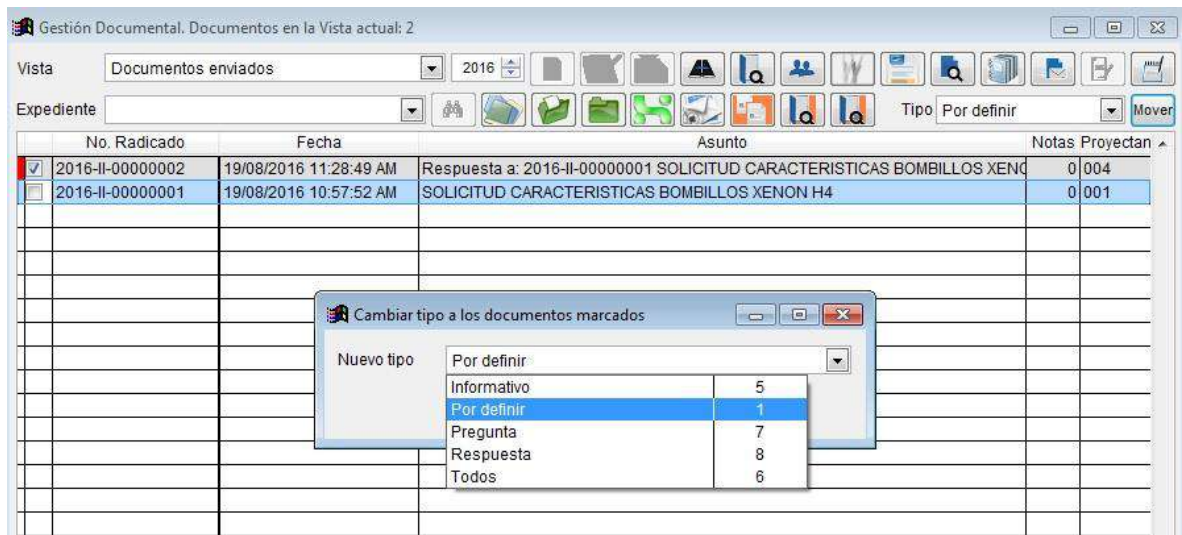 Gestión Documental. Documentos en la Vista actual: 2
Vista Documentos enviados 2016
Expediente Tipo Por definir Mover
No. Radicado Fecha Asunto Notas Proyectan
2016-II-00000002 19/08/2016 11:28:49 AM Respuesta a: 2016-II-00000001 SOLICITUD CARACTERISTICAS BOMBILLOS XENO 0 004
2016-II-00000001 19/08/2016 10:57:52 AM SOLICITUD CARACTERISTICAS BOMBILLOS XENON H4 0 001
Cambiar tipo a los documentos marcados
Nuevo tipo Por definir
Informativo 5
Por definir 1
Pregunta 7
Respuesta 8
Todos 6